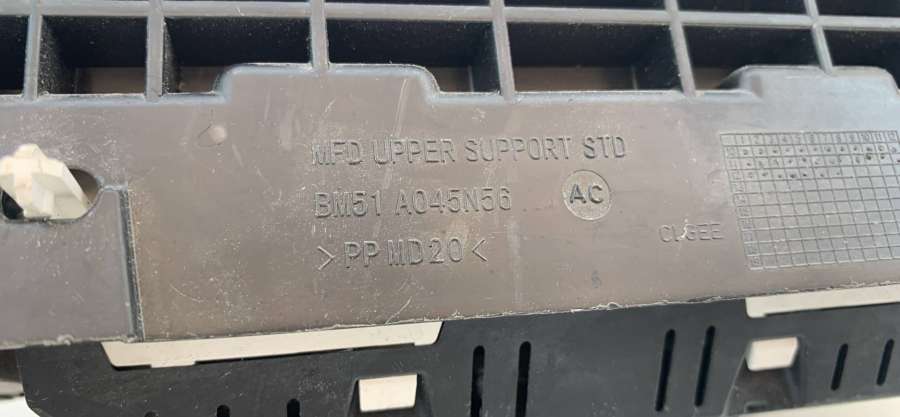 MFD UPPER SUPPORT STD
BM51 A045N56 AC
>PP MD20<